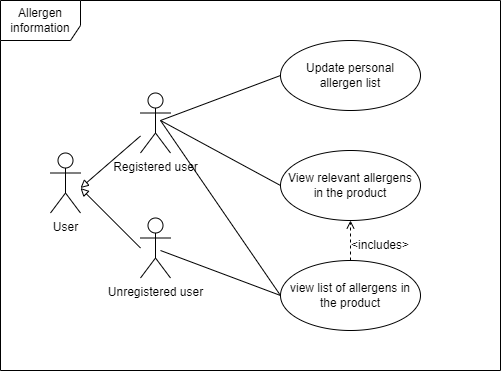 Allergen
information
Update personal
allergen list
Registered user
View relevant allergens
in the product
User
<includes>
Unregistered user
view list of allergens in
the product